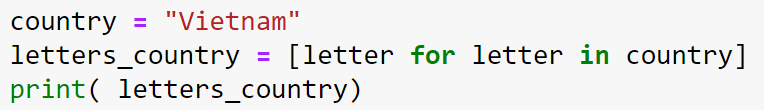 country = "Vietnam"
letters_country = [letter for letter in country]
print( letters_country)